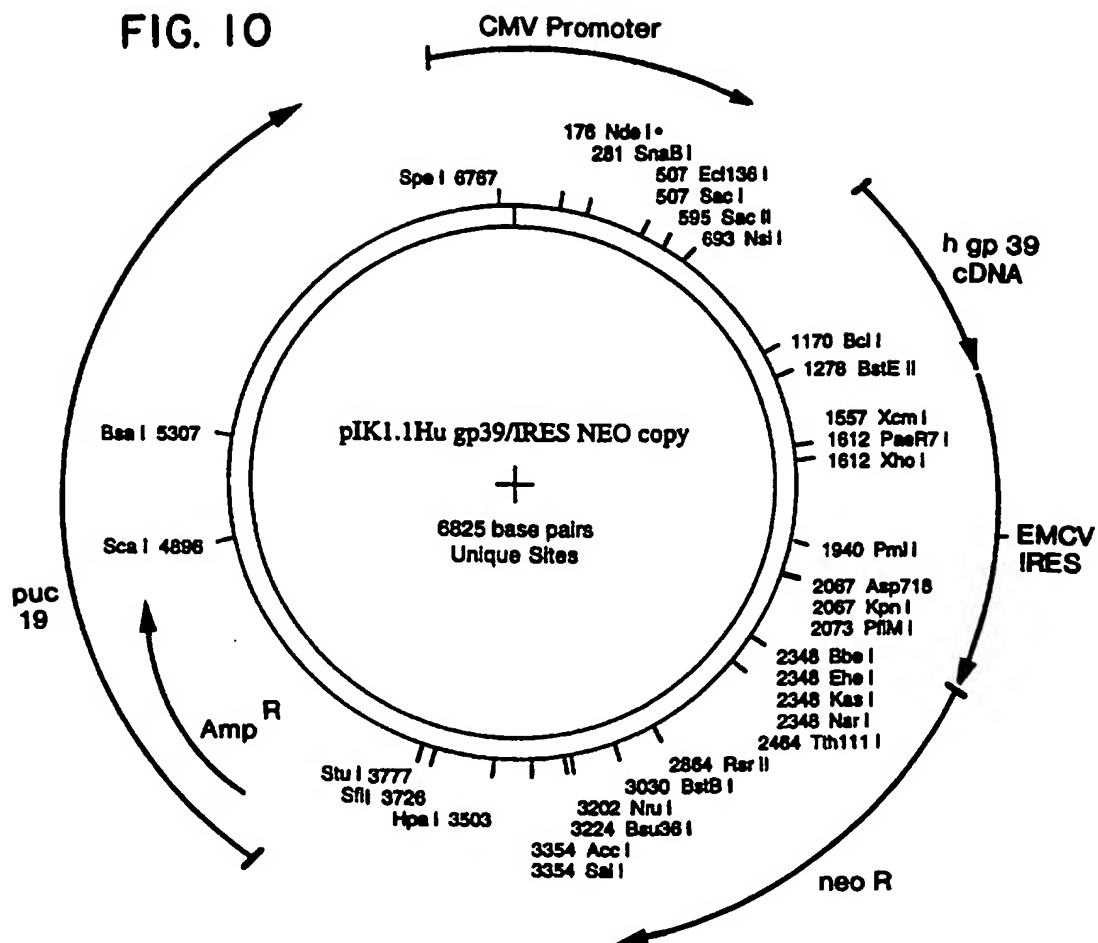 FIG. 10
CMV Promoter
176 Nde I •
281 SnaB I
507 Ecl136 I
507 Sac I
595 Sac II
693 Nsi I
Spe I 6767
h gp 39
cDNA
1170 Bcl I
1278 BstE II
1557 Xcm I
1612 PaeR7 I
1612 Xho I
EMCV
IRES
1940 Pml I
2067 Asp718
2067 Kpn I
2073 PflM I
2348 Bbe I
2348 Ehe I
2348 Kas I
2348 Nar I
2464 Tth111 I
2864 Rsr II
3030 BstB I
3202 Nru I
3224 Bsu36 I
3354 Acc I
3354 Sal I
neo R
Hpa I 3503
Sfi I 3726
Stu I 3777
Amp R
puc
19
Sca I 4896
Bsa I 5307
pIK1.1Hu gp39/IRES NEO copy
6825 base pairs
Unique Sites